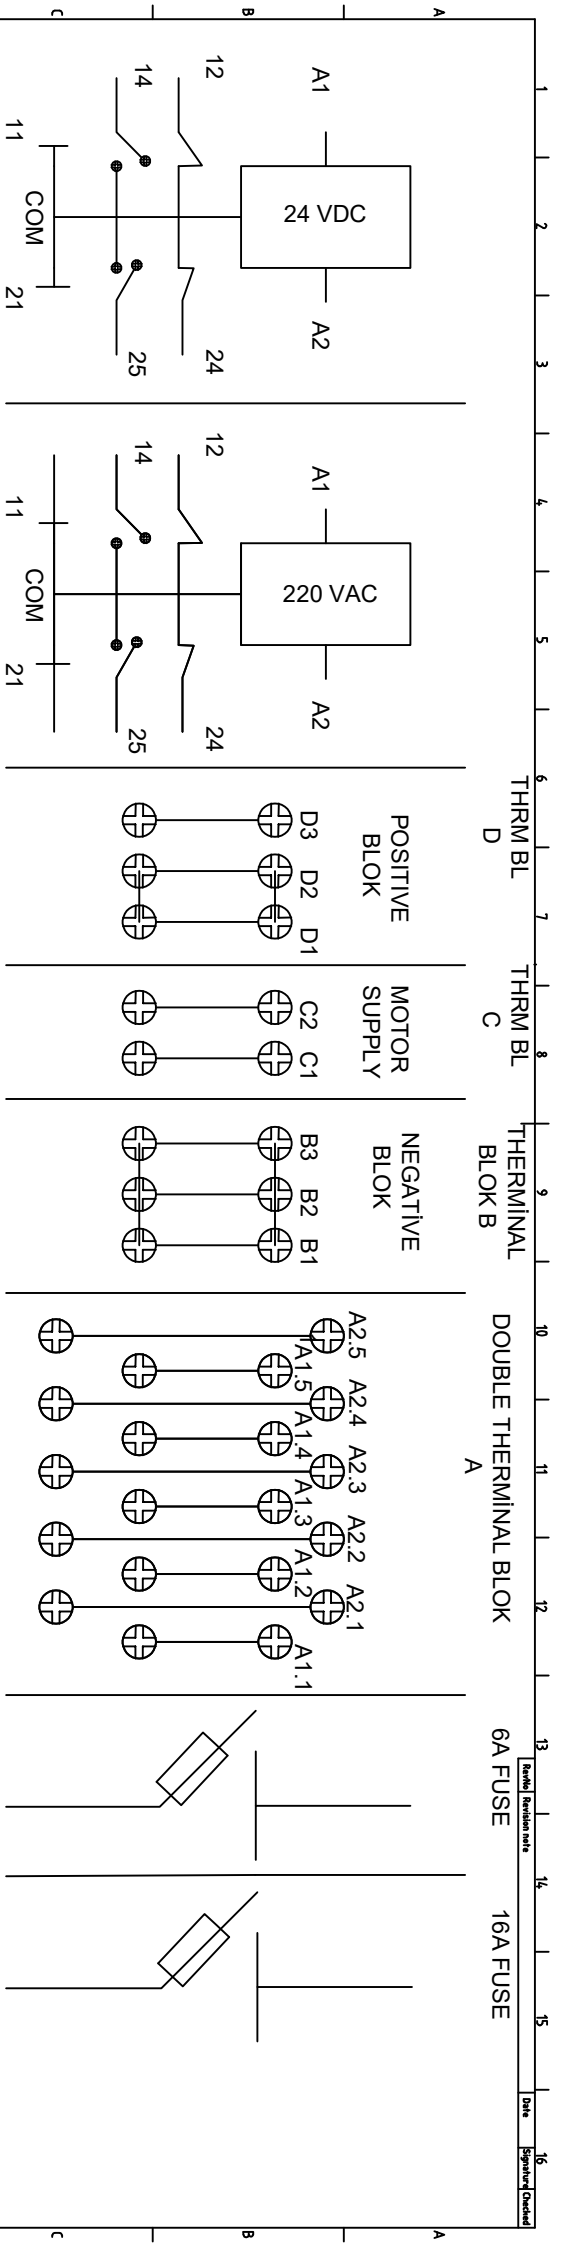 1 2 3 4 5 6 7 8 9 10 11 12 13 14 15 16
RevNo Revision note Date Signature Checked
THRM BL
D
THRM BL
C
THERMİNAL
BLOK B
DOUBLE THERMİNAL BLOK
A
6A FUSE
16A FUSE
A
A
A1
24 VDC
A2
A1
220 VAC
A2
POSITIVE
BLOK
MOTOR
SUPPLY
NEGATİVE
BLOK
D3 D2 D1
C2 C1
B3 B2 B1
A2.5 A2.4 A2.3 A2.2 A2.1
A1.5 A1.4 A1.3 A1.2 A1.1
B
B
12
24
14
25
11
COM
21
12
24
14
25
11
COM
21
C
C